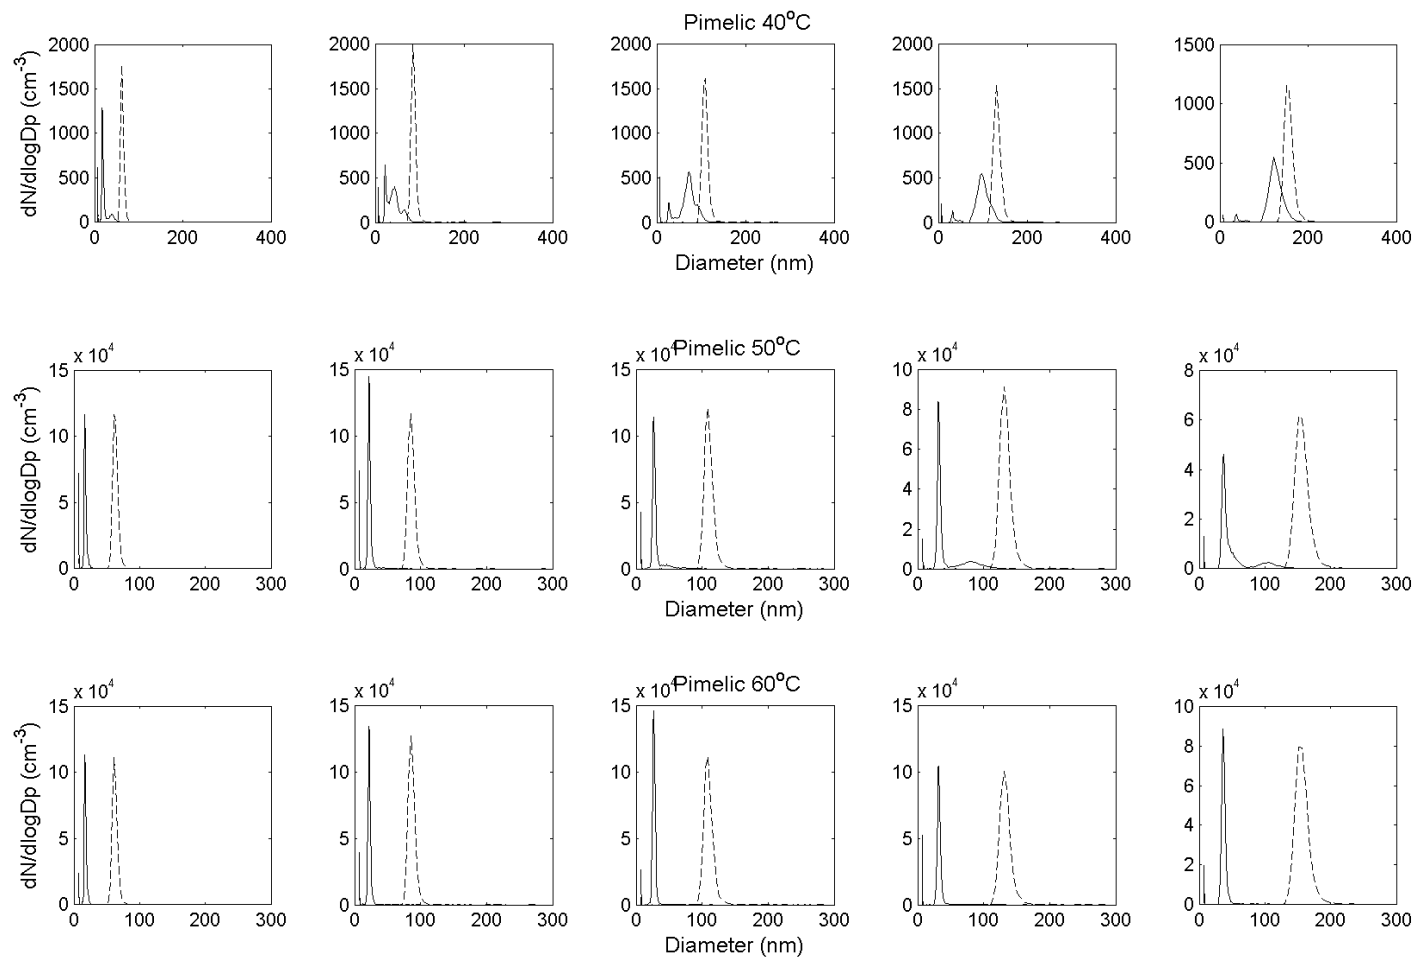 Pimelic 40°C
dN/dlogDp (cm⁻³)
2000 2000 2000 2000 1500
1500 1500 1500 1500
1000 1000 1000 1000 1000
500 500 500 500 500
0 0 0 0 0
0 200 400 0 200 400 0 200 400 0 200 400 0 200 400
Diameter (nm)
Pimelic 50°C
x 10⁴ x 10⁴ x 10⁴ x 10⁴ x 10⁴
dN/dlogDp (cm⁻³)
15 15 15 10 8
8
10 10 10 6 6
4 4
5 5 5 2 2
0 0 0 0 0
0 100 200 300 0 100 200 300 0 100 200 300 0 100 200 300 0 100 200 300
Diameter (nm)
Pimelic 60°C
x 10⁴ x 10⁴ x 10⁴ x 10⁴ x 10⁴
dN/dlogDp (cm⁻³)
15 15 15 15 10
8
10 10 10 10 6
4
5 5 5 5 2
0 0 0 0 0
0 100 200 300 0 100 200 300 0 100 200 300 0 100 200 300 0 100 200 300
Diameter (nm)